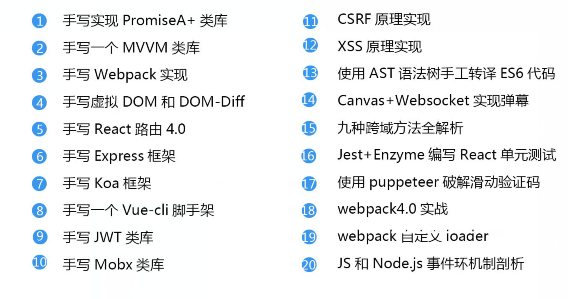 1 手写实现 PromiseA+ 类库
2 手写一个 MVVM 类库
3 手写 Webpack 实现
4 手写虚拟 DOM 和 DOM-Diff
5 手写 React 路由 4.0
6 手写 Express 框架
7 手写 Koa 框架
8 手写一个 Vue-cli 脚手架
9 手写 JWT 类库
10 手写 Mobx 类库
11 CSRF 原理实现
12 XSS 原理实现
13 使用 AST 语法树手工转译 ES6 代码
14 Canvas+Websocket 实现弹幕
15 九种跨域方法全解析
16 Jest+Enzyme 编写 React 单元测试
17 使用 puppeteer 破解滑动验证码
18 webpack4.0 实战
19 webpack 自定义 loader
20 JS 和 Node.js 事件环机制剖析